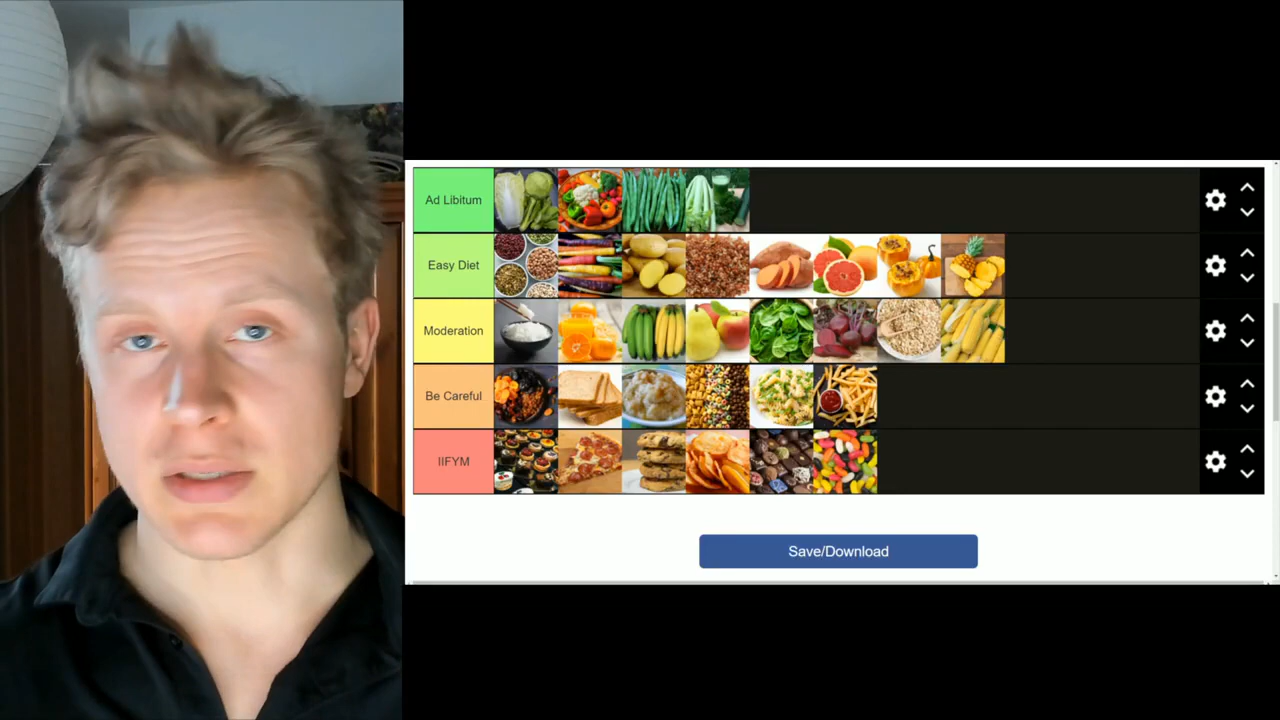 Ad Libitum
Easy Diet
Moderation
Be Careful
IIFYM
Save/Download